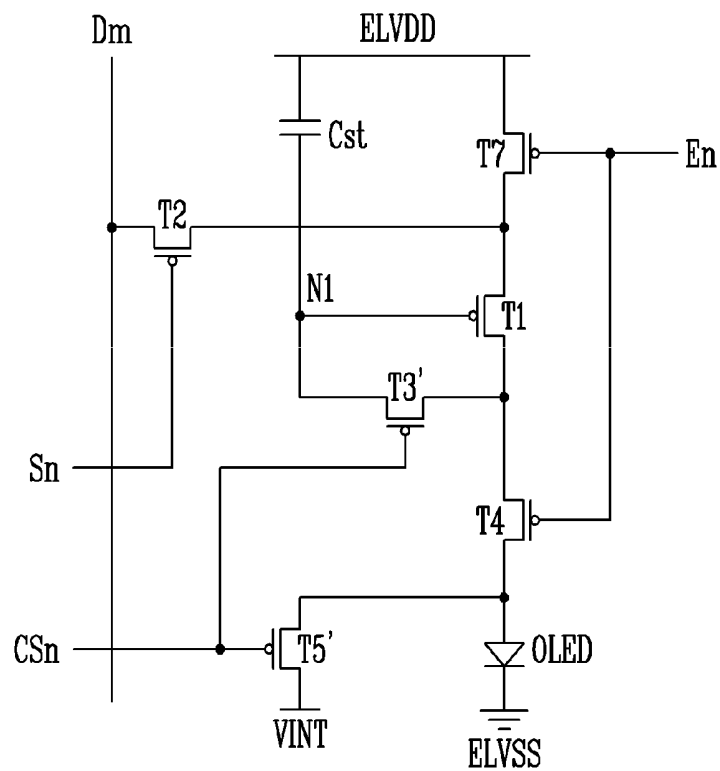 Dm
ELVDD
Cst
T7
En
T2
N1
T1
T3'
Sn
T4
CSn
T5'
OLED
VINT
ELVSS